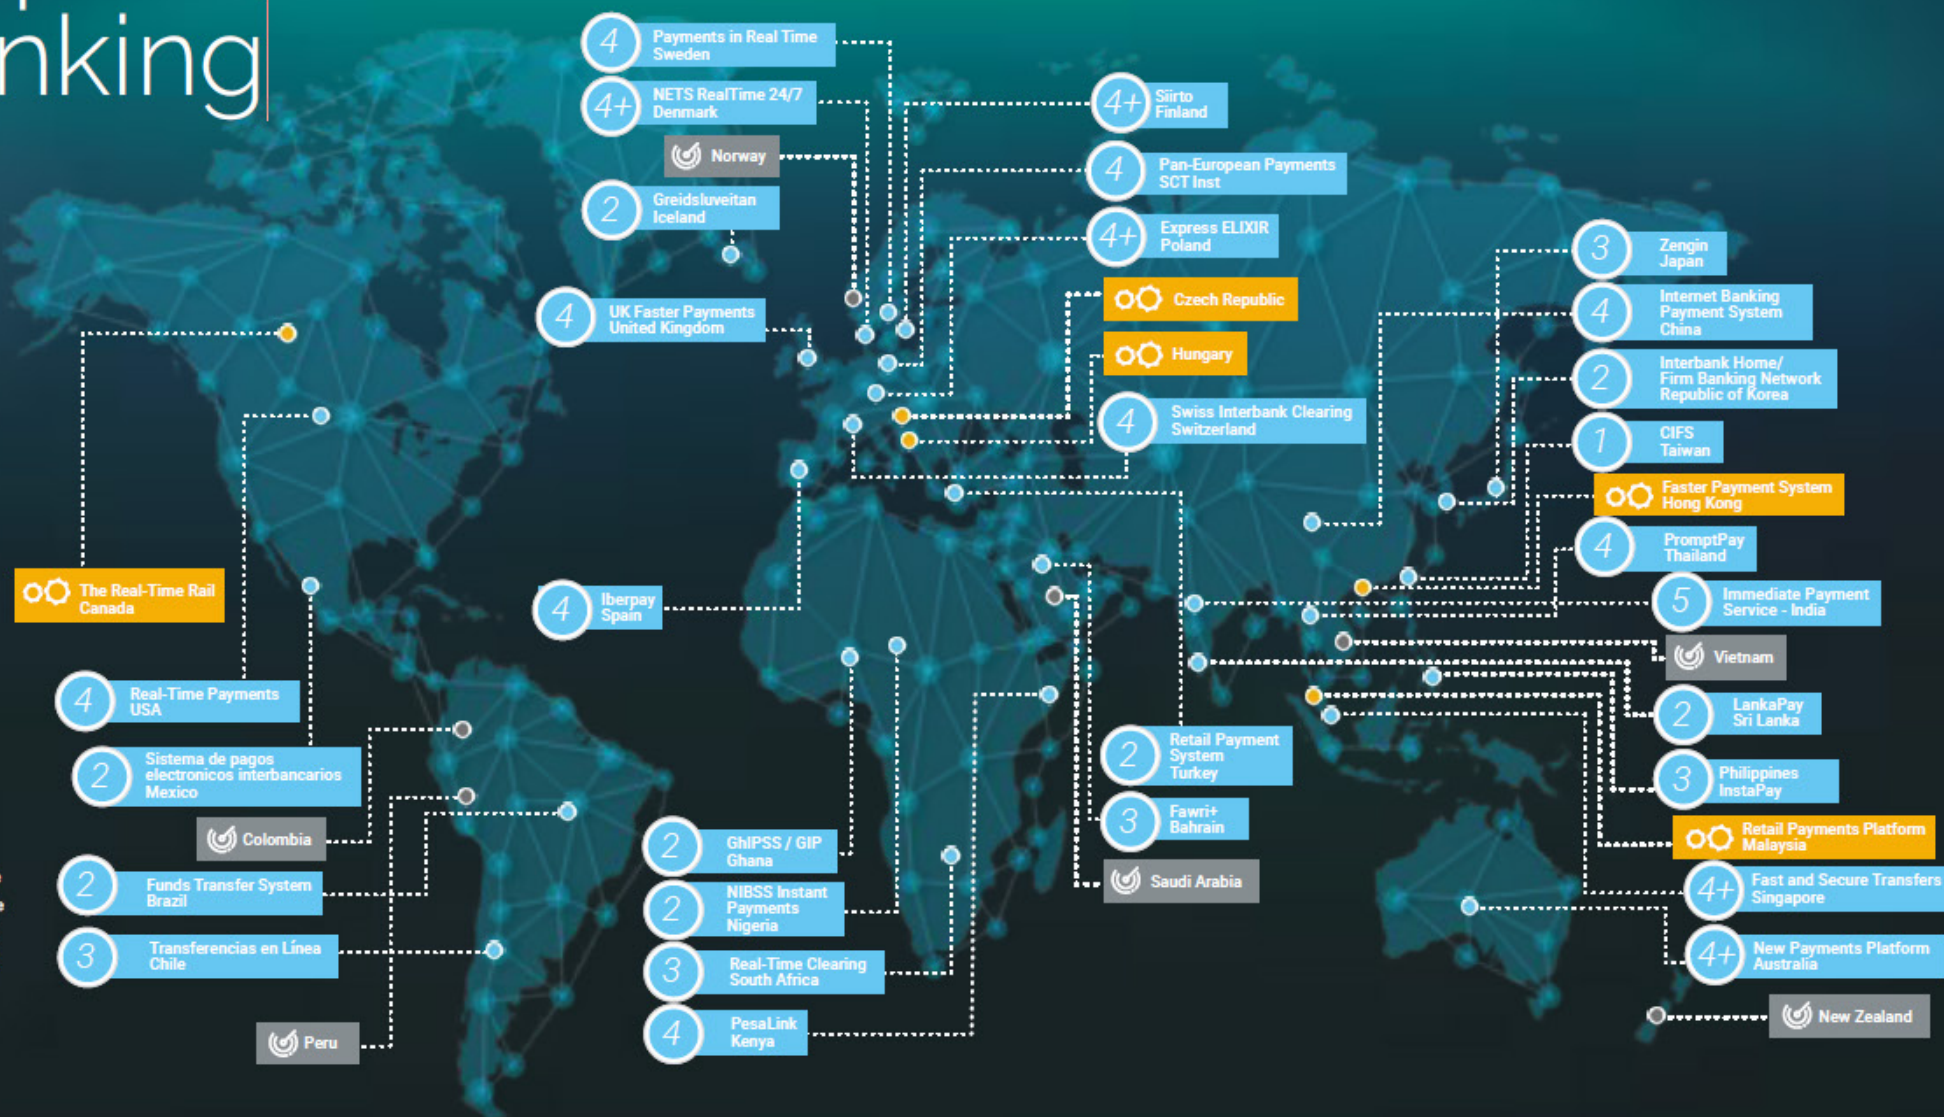 nking
4
Payments in Real Time
Sweden
4+
NETS RealTime 24/7
Denmark
Norway
2
Greidsluveitan
Iceland
4
UK Faster Payments
United Kingdom
4+
Siirto
Finland
4
Pan-European Payments
SCT Inst
4+
Express ELIXIR
Poland
Czech Republic
Hungary
4
Swiss Interbank Clearing
Switzerland
3
Zengin
Japan
4
Internet Banking
Payment System
China
2
Interbank Home/
Firm Banking Network
Republic of Korea
1
CIFS
Taiwan
Faster Payment System
Hong Kong
4
PromptPay
Thailand
5
Immediate Payment
Service - India
Vietnam
2
LankaPay
Sri Lanka
3
Philippines
InstaPay
Retail Payments Platform
Malaysia
4+
Fast and Secure Transfers
Singapore
4+
New Payments Platform
Australia
New Zealand
The Real-Time Rail
Canada
4
Iberpay
Spain
4
Real-Time Payments
USA
2
Sistema de pagos
electronicos interbancarios
Mexico
Colombia
2
Funds Transfer System
Brazil
3
Transferencias en Línea
Chile
Peru
2
GhIPSS / GIP
Ghana
2
NIBSS Instant
Payments
Nigeria
3
Real-Time Clearing
South Africa
4
PesaLink
Kenya
2
Retail Payment
System
Turkey
3
Fawri+
Bahrain
Saudi Arabia